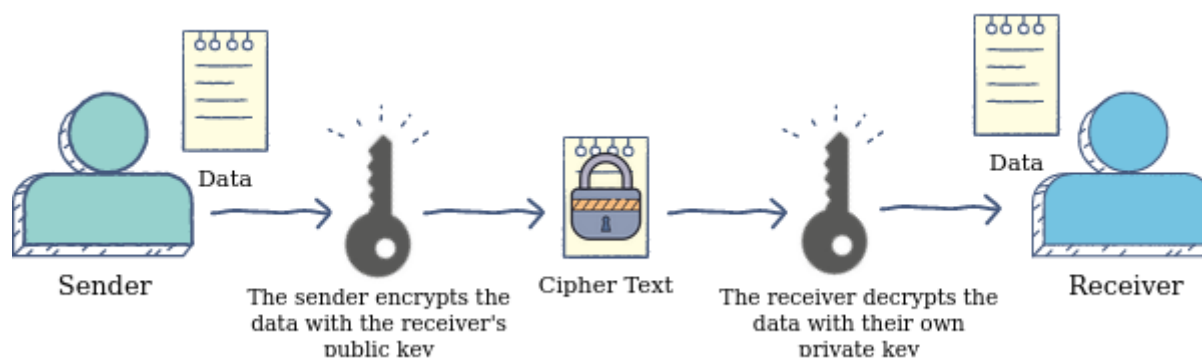 Data
Sender
The sender encrypts the
data with the receiver's
public key
Cipher Text
The receiver decrypts the
data with their own
private key
Data
Receiver